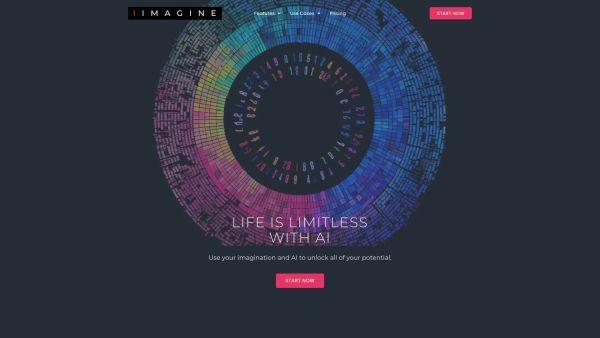 IIMAGINE
Features
Use Cases
Pricing
START NOW
LIFE IS LIMITLESS
WITH AI
Use your imagination and AI to unlock all of your potential.
START NOW